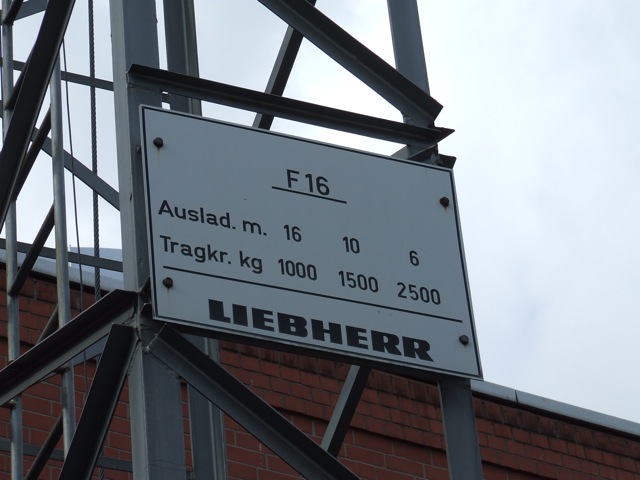 F16
Auslad. m. 16 10 6
Tragkr. kg 1000 1500 2500
LIEBHERR